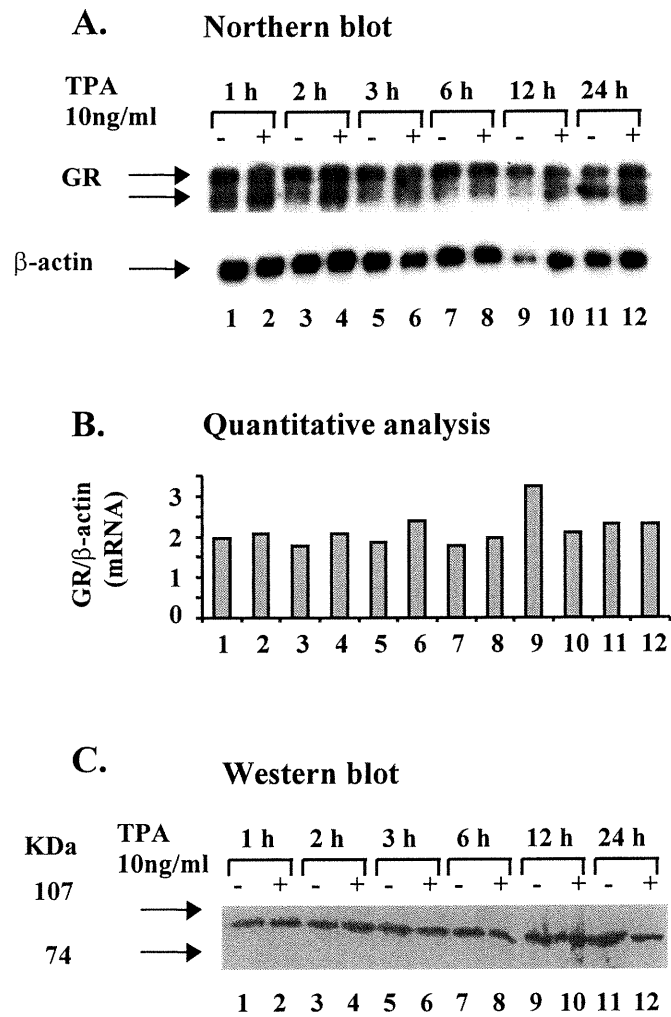 A. Northern blot
TPA 1 h 2 h 3 h 6 h 12 h 24 h
10ng/ml
- + - + - + - + - + - +
GR
β-actin
1 2 3 4 5 6 7 8 9 10 11 12
B. Quantitative analysis
GR/β-actin
(mRNA)
3
2
1
0
1 2 3 4 5 6 7 8 9 10 11 12
C. Western blot
KDa TPA 1 h 2 h 3 h 6 h 12 h 24 h
10ng/ml
107 - + - + - + - + - + - +
74
1 2 3 4 5 6 7 8 9 10 11 12